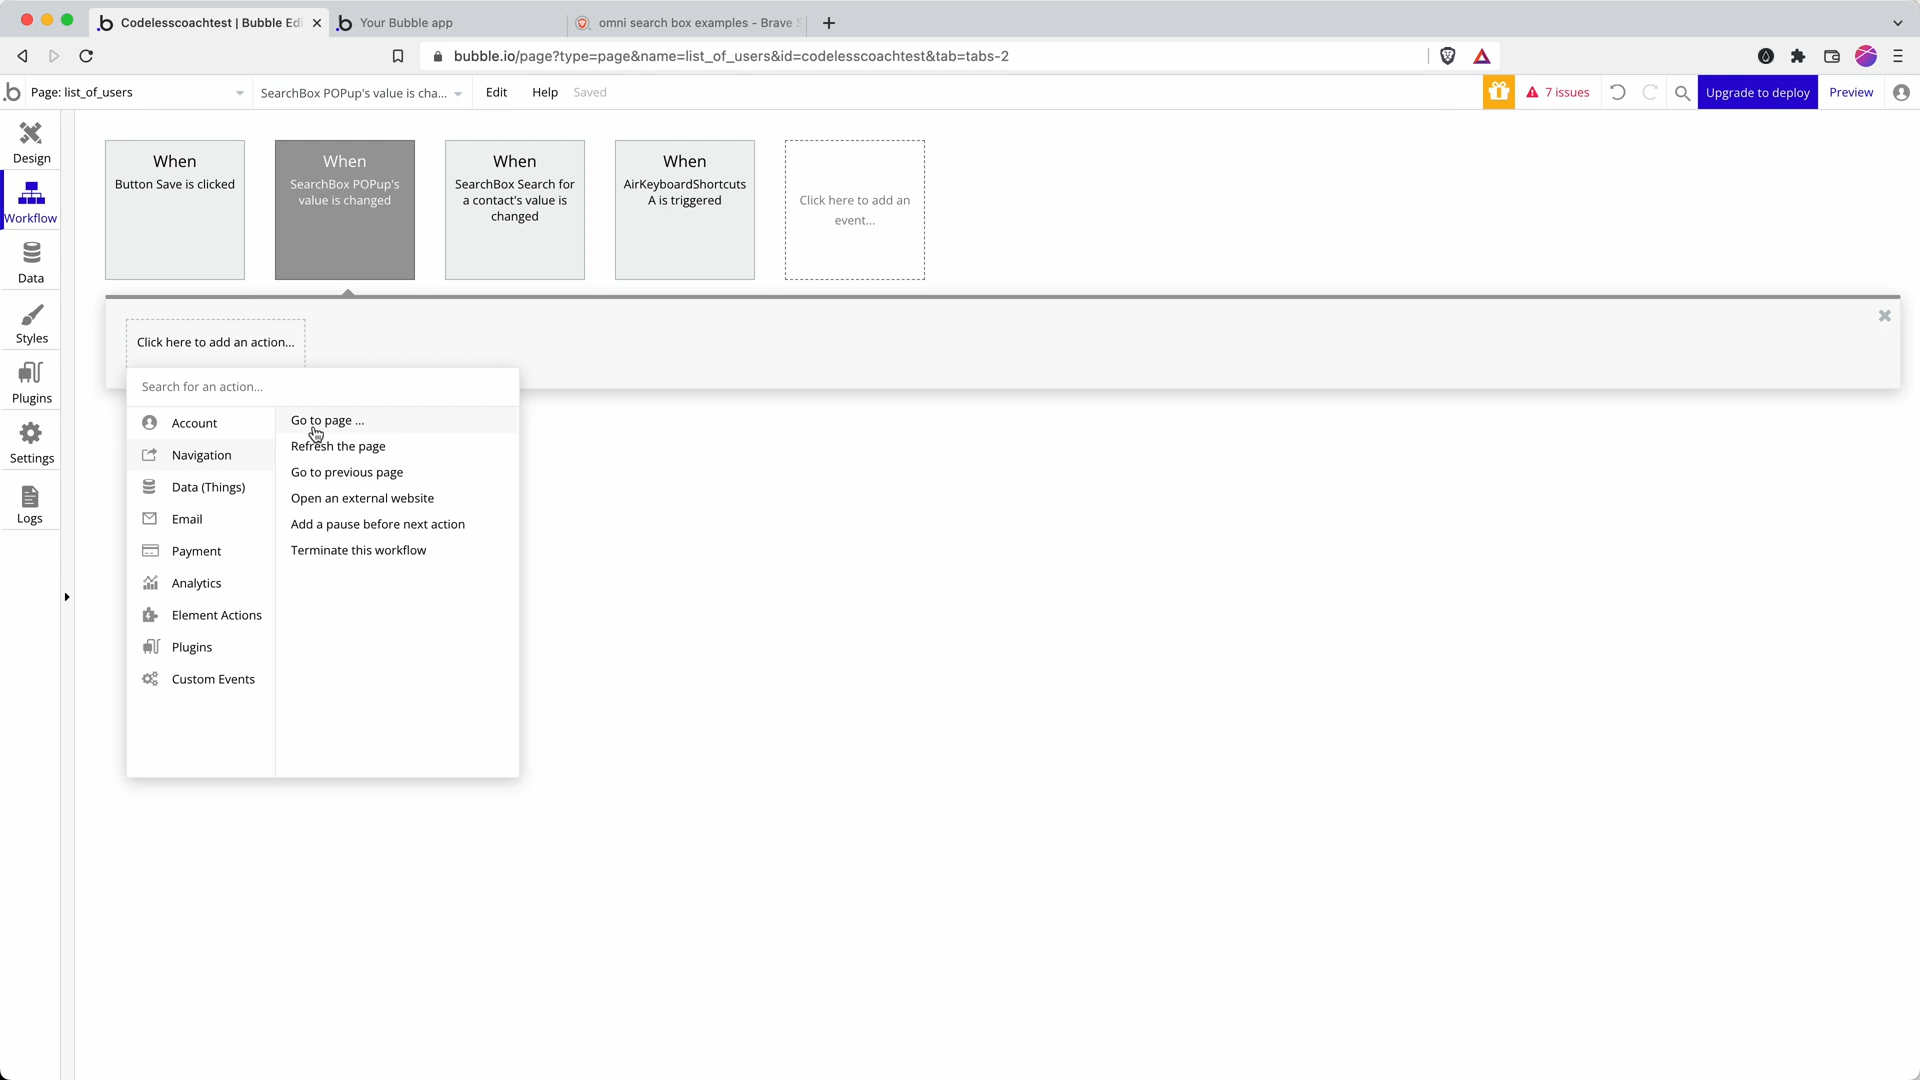 Codelesscoachtest | Bubble Edi
Your Bubble app
omni search box examples - Brave S
bubble.io/page?type=page&name=list_of_users&id=codelesscoachtest&tab=tabs-2
Page: list_of_users
SearchBox POPup's value is cha...
Edit
Help
Saved
7 issues
Upgrade to deploy
Preview
Design
Workflow
Data
Styles
Plugins
Settings
Logs
When
Button Save is clicked
When
SearchBox POPup's
value is changed
When
SearchBox Search for
a contact's value is
changed
When
AirKeyboardShortcuts
A is triggered
Click here to add an
event...
Click here to add an action...
Search for an action...
Account
Navigation
Data (Things)
Email
Payment
Analytics
Element Actions
Plugins
Custom Events
Go to page ...
Refresh the page
Go to previous page
Open an external website
Add a pause before next action
Terminate this workflow